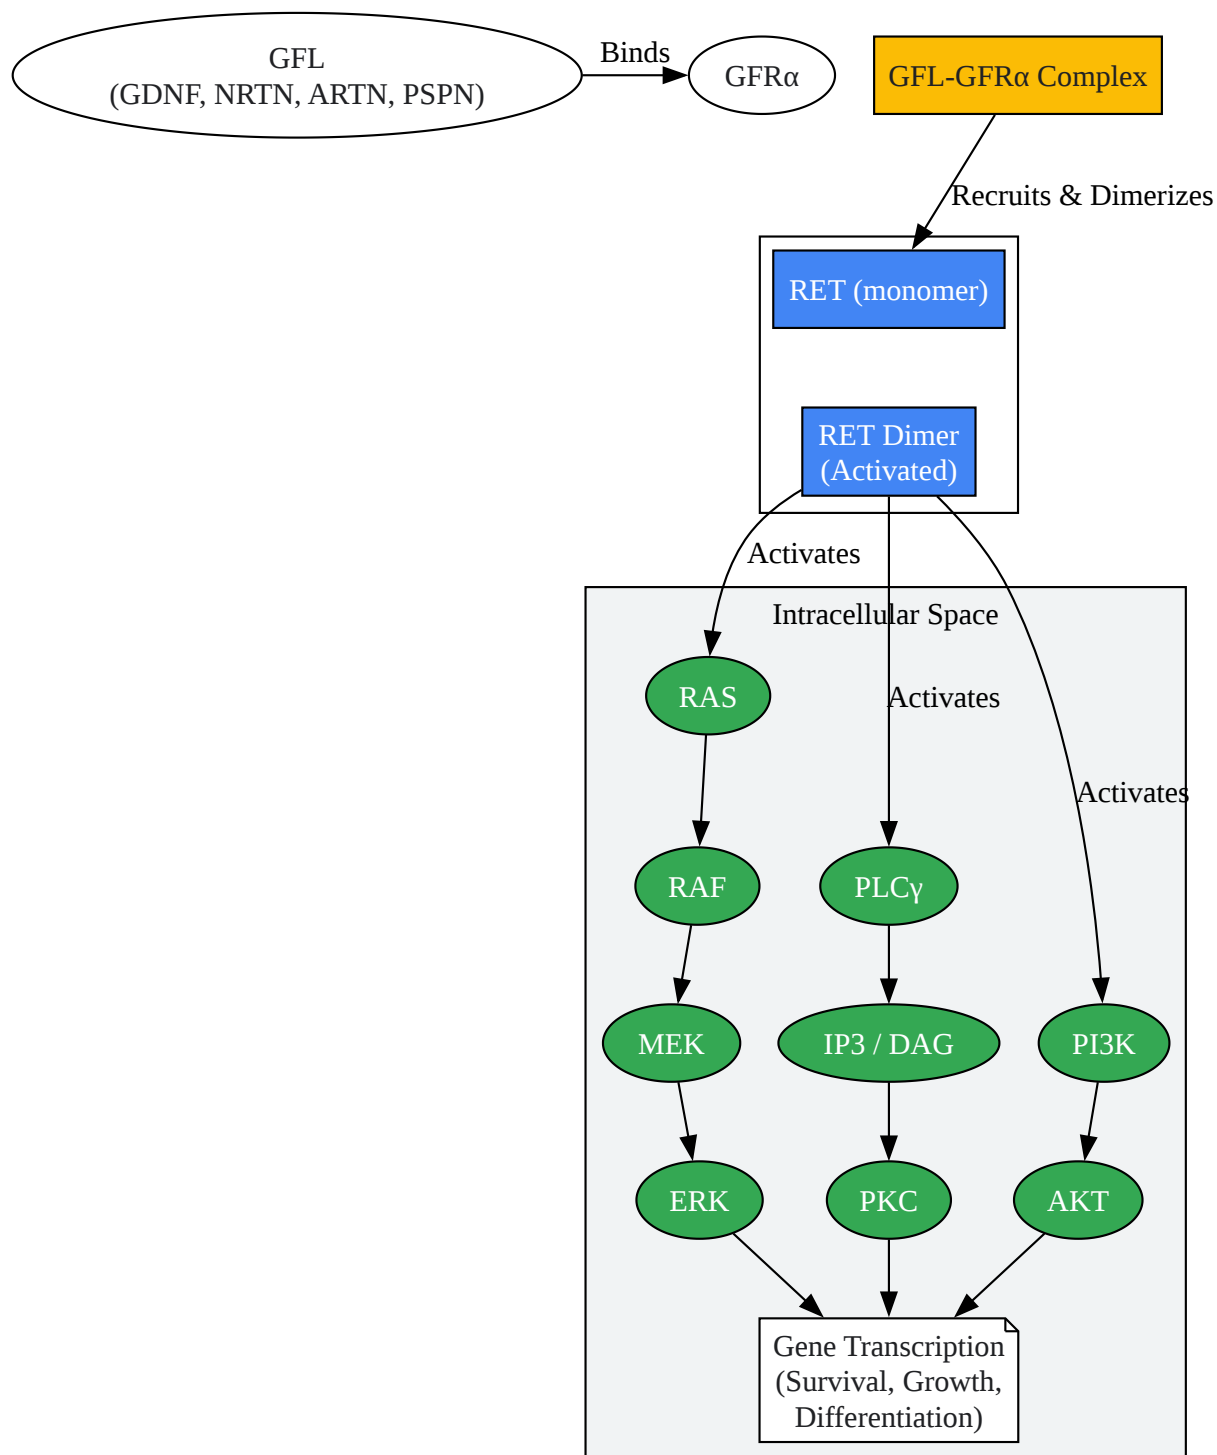 GFL
(GDNF, NRTN, ARTN, PSPN)
Binds
GFRα
GFL-GFRα Complex
Recruits & Dimerizes
RET (monomer)
RET Dimer
(Activated)
Activates
Intracellular Space
RAS
Activates
Activates
RAF
PLCγ
MEK
IP3 / DAG
PI3K
ERK
PKC
AKT
Gene Transcription
(Survival, Growth,
Differentiation)